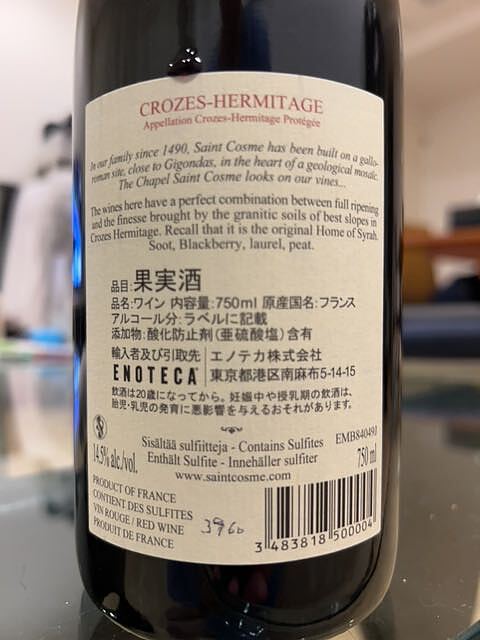 CROZES-HERMITAGE
Appellation Crozes-Hermitage Protégée
In our family since 1490, Saint Cosme has been built on a gallo-
roman site, close to Gigondas, in the heart of a geological mosaic.
The Chapel Saint Cosme looks on our vines...
The wines here have a perfect combination between full ripening
and the finesse brought by the granitic soils of best slopes in
Crozes Hermitage. Recall that it is the original Home of Syrah.
Soot, Blackberry, laurel, peat.
品目:果実酒
品名:ワイン 内容量:750ml 原産国名:フランス
アルコール分:ラベルに記載
添加物:酸化防止剤(亜硫酸塩)含有
輸入者及び引取先 エノテカ株式会社
ENOTECA 東京都港区南麻布5-14-15
飲酒は20歳になってから。妊娠中や授乳期の飲酒は、
胎児・乳児の発育に悪影響を与えるおそれがあります。
Sisältää sulfiitteja - Contains Sulfites EMB84049J
14.5% alc./vol. Enthält Sulfite - Innehåller sulfiter 750 ml
www.saintcosme.com
PRODUCT OF FRANCE
CONTIENT DES SULFITES
VIN ROUGE / RED WINE
PRODUIT DE FRANCE
3960
3 483818 500004